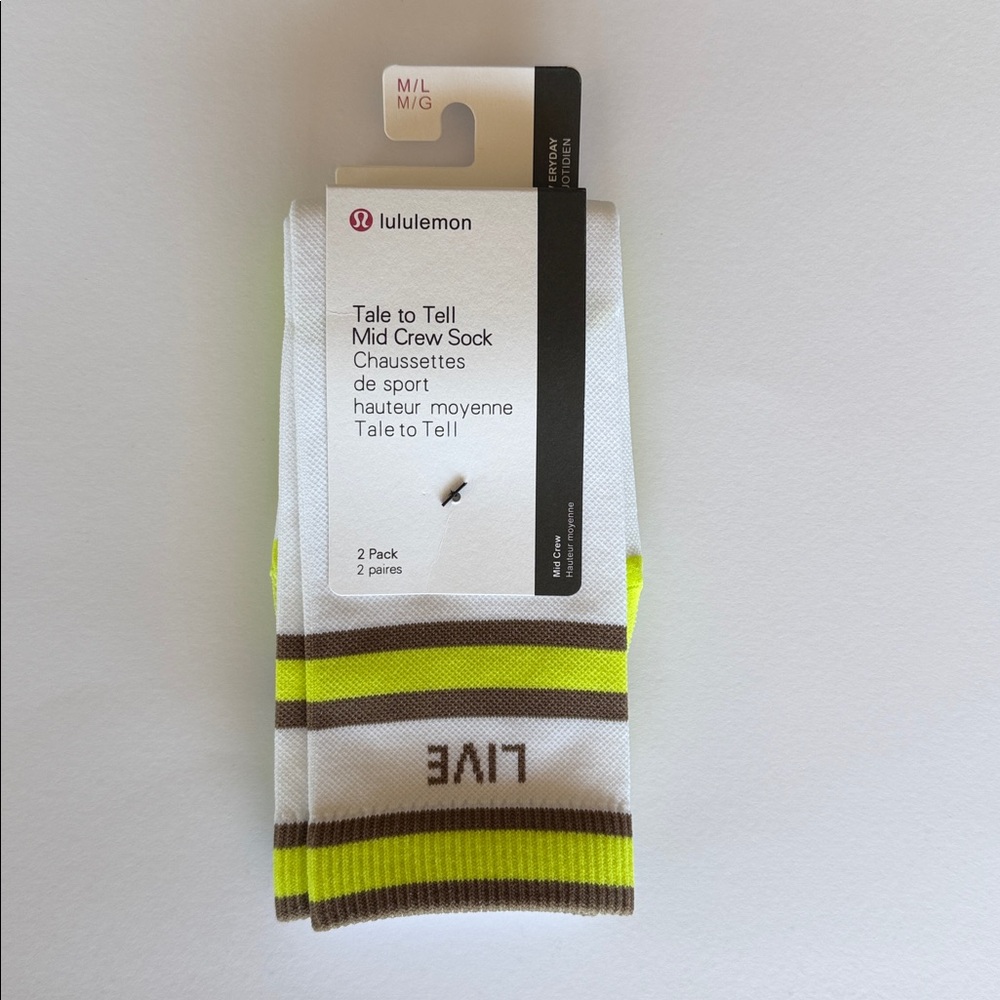 M/L
M/G
ERYDAY
lululemon
Tale to Tell
Mid Crew Sock
Chaussettes
de sport
hauteur moyenne
Tale to Tell
2 Pack
2 paires
Mid Crew
Hauteur moyenne
LIVE